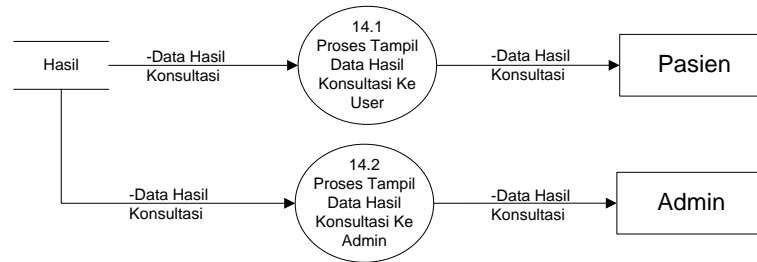 Hasil
-Data Hasil
Konsultasi
14.1
Proses Tampil
Data Hasil
Konsultasi Ke
User
-Data Hasil
Konsultasi
Pasien
-Data Hasil
Konsultasi
14.2
Proses Tampil
Data Hasil
Konsultasi Ke
Admin
-Data Hasil
Konsultasi
Admin